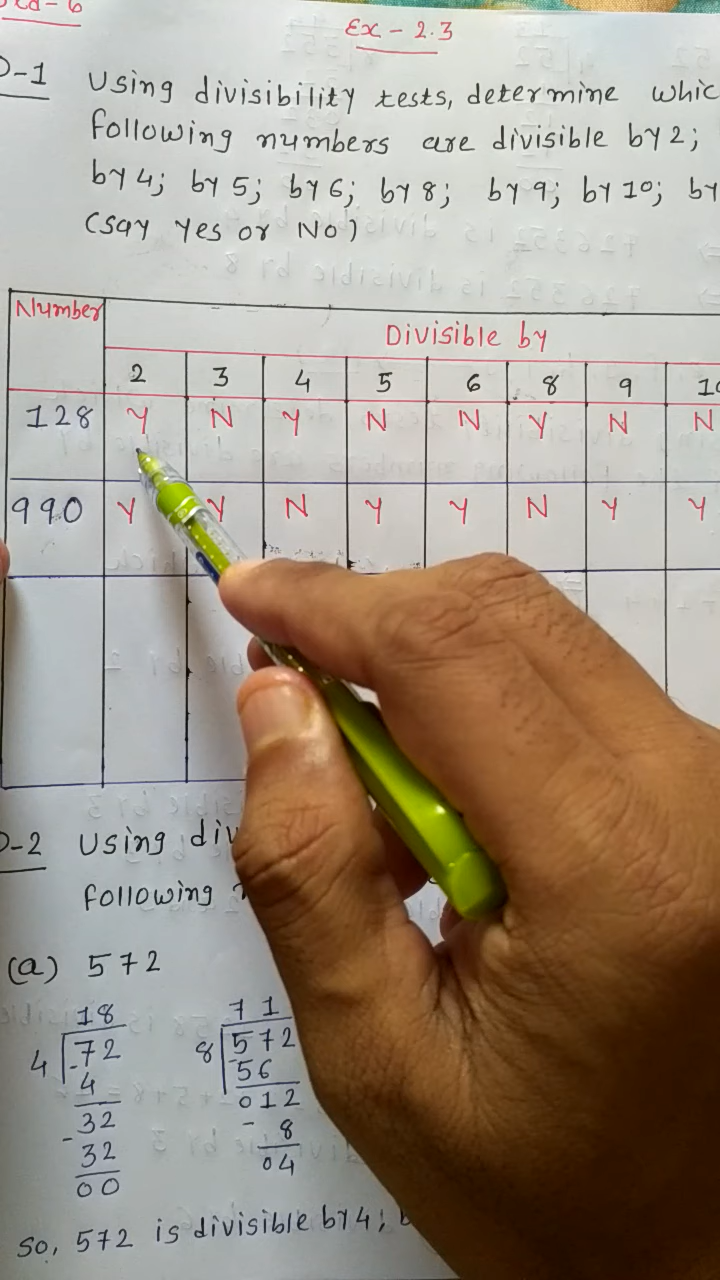 Ex - 2.3
Using divisibility tests, determine
following numbers are divisible by 2;
by 4; by 5; by 6; by 8; by 9; by 10; by
(say Yes or No)
Number
Divisible by
2 3 4 5 6 8 9
128 Y N Y N N Y N N
990 Y Y N Y Y N Y Y
-2 Using
following
(a) 572
18 71
4 72 8 572
- 4 56
32 012
- 32 - 8
00 04
So, 572 is divisible by 4;